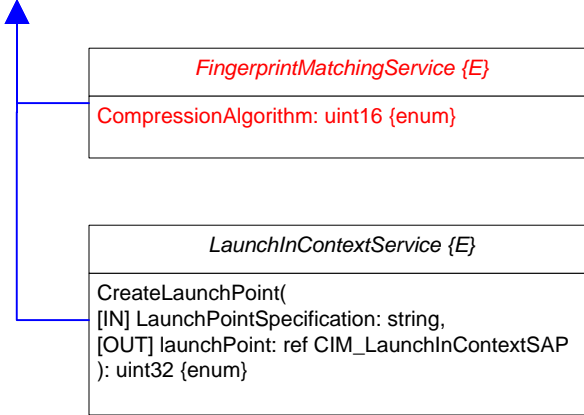 FingerprintMatchingService {E}
CompressionAlgorithm: uint16 {enum}
LaunchInContextService {E}
CreateLaunchPoint(
[IN] LaunchPointSpecification: string,
[OUT] launchPoint: ref CIM_LaunchInContextSAP
): uint32 {enum}